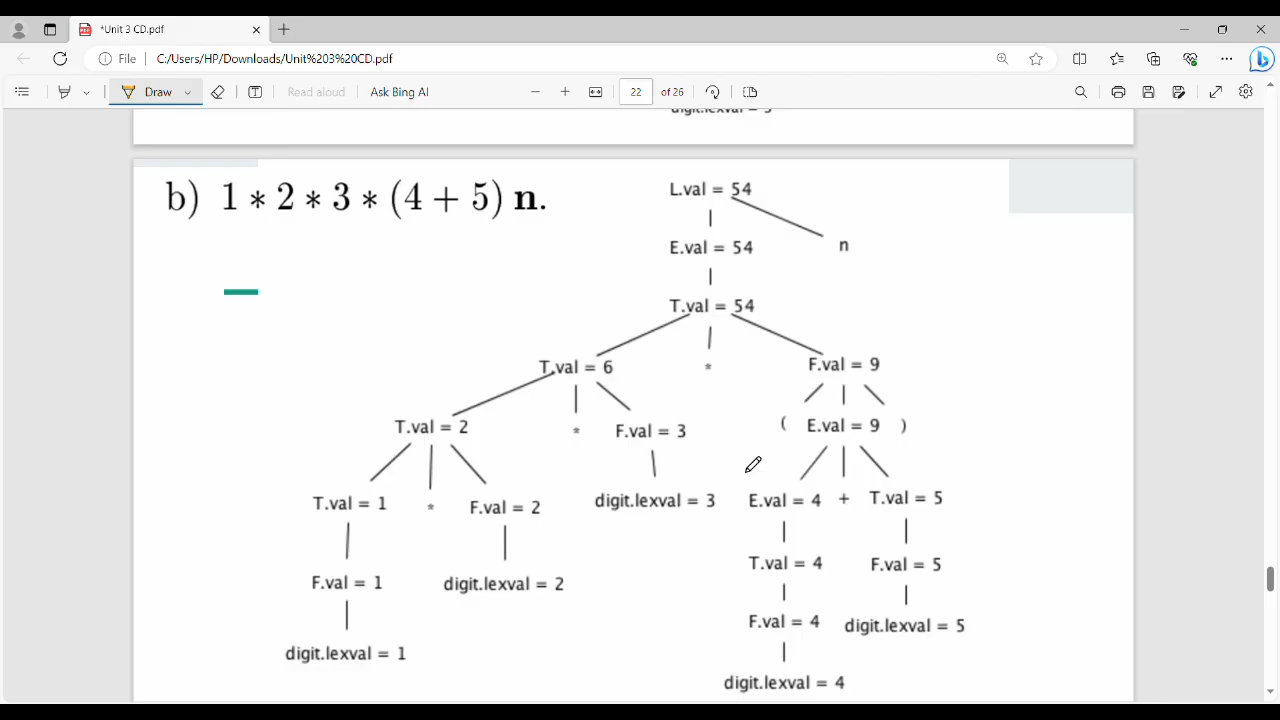 *Unit 3 CD.pdf
File C:/Users/HP/Downloads/Unit%203%20CD.pdf
Draw Read aloud Ask Bing AI 22 of 26
digit.lexval = 3
b) 1 * 2 * 3 * (4 + 5) n.
L.val = 54
E.val = 54 n
T.val = 54
T.val = 6 * F.val = 9
T.val = 2 * F.val = 3 ( E.val = 9 )
T.val = 1 * F.val = 2 digit.lexval = 3 E.val = 4 + T.val = 5
T.val = 4 F.val = 5
F.val = 1 digit.lexval = 2
F.val = 4 digit.lexval = 5
digit.lexval = 1
digit.lexval = 4